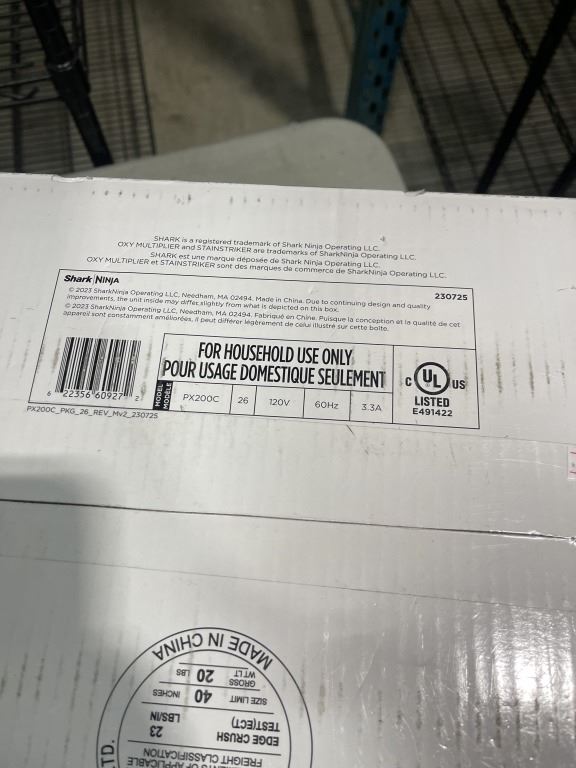 SHARK is a registered trademark of Shark Ninja Operating LLC.
OXY MULTIPLIER and STAINSTRIKER are trademarks of SharkNinja Operating LLC.
SHARK est une marque déposée de Shark Ninja Operating LLC.
OXY MULTIPLIER et STAINSTRIKER sont des marques de commerce de SharkNinja Operating LLC.
Shark | NINJA
230725
© 2023 SharkNinja Operating LLC, Needham, MA 02494. Made in China. Due to continuing design and quality
improvements, the unit inside may differ slightly from what is depicted on this box.
© 2023 SharkNinja Operating LLC, Needham, MA 02494. Fabriqué en Chine. Puisque la conception et la qualité de cet
appareil sont constamment améliorées, il peut différer légèrement de celui illustré sur cette boîte.
FOR HOUSEHOLD USE ONLY
POUR USAGE DOMESTIQUE SEULEMENT
C UL US
LISTED
E491422
6 22356 60927 2
MODEL:
MODÈLE:
PX200C 26 120V 60Hz 3.3A
PX200C_PKG_26_REV_Mv2_230725
MADE IN CHINA
GROSS WT LT 20 LBS
SIZE LIMIT 40 INCHES
EDGE CRUSH TEST(ECT) 23 LBS/IN
FREIGHT CLASSIFICATION
OF APPLICABLE
LTD.